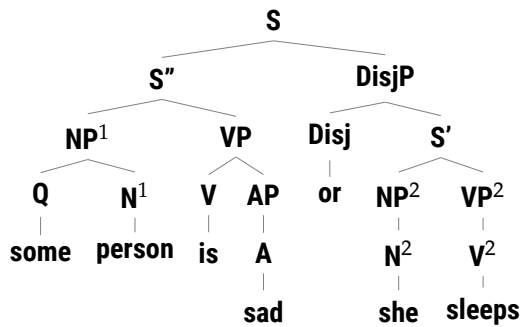 S
S” DisjP
NP¹ VP Disj S’
Q N¹ V AP or NP² VP²
some person is A N² V²
sad she sleeps